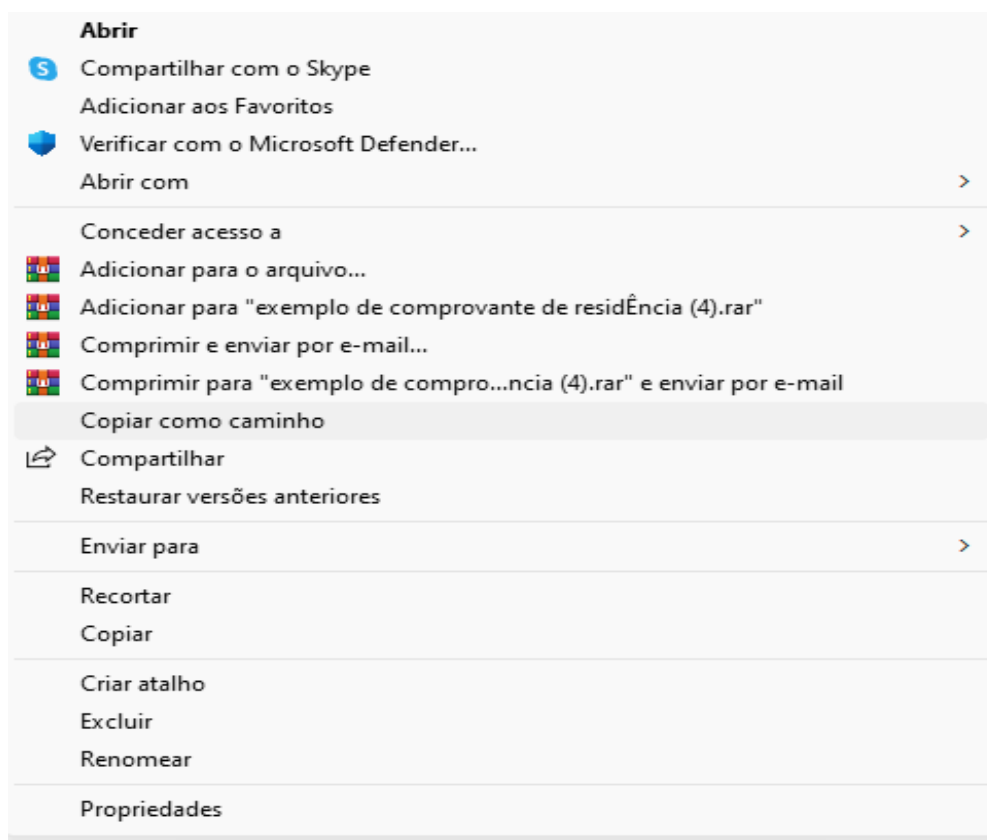 Abrir
Compartilhar com o Skype
Adicionar aos Favoritos
Verificar com o Microsoft Defender...
Abrir com
Conceder acesso a
Adicionar para o arquivo...
Adicionar para "exemplo de comprovante de residÊncia (4).rar"
Comprimir e enviar por e-mail...
Comprimir para "exemplo de compro...ncia (4).rar" e enviar por e-mail
Copiar como caminho
Compartilhar
Restaurar versões anteriores
Enviar para
Recortar
Copiar
Criar atalho
Excluir
Renomear
Propriedades